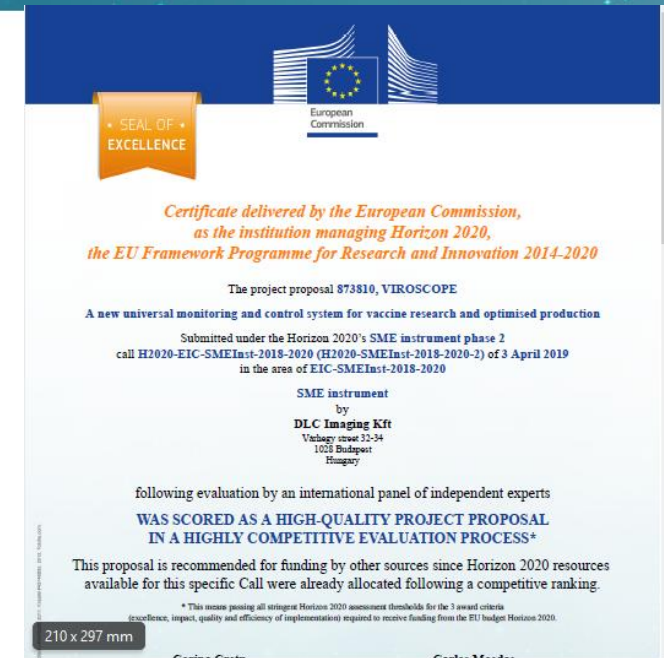 European
Commission
• SEAL OF •
EXCELLENCE
Certificate delivered by the European Commission,
as the institution managing Horizon 2020,
the EU Framework Programme for Research and Innovation 2014-2020
The project proposal 873810, VIROSCOPE
A new universal monitoring and control system for vaccine research and optimised production
Submitted under the Horizon 2020’s SME instrument phase 2
call H2020-EIC-SMEInst-2018-2020 (H2020-SMEInst-2018-2020-2) of 3 April 2019
in the area of EIC-SMEInst-2018-2020
SME instrument
by
DLC Imaging Kft
Varhegy street 32-34
1028 Budapest
Hungary
following evaluation by an international panel of independent experts
WAS SCORED AS A HIGH-QUALITY PROJECT PROPOSAL
IN A HIGHLY COMPETITIVE EVALUATION PROCESS*
This proposal is recommended for funding by other sources since Horizon 2020 resources
available for this specific Call were already allocated following a competitive ranking.
* This means passing all stringent Horizon 2020 assessment thresholds for the 3 award criteria
(excellence, impact, quality and efficiency of implementation) required to receive funding from the EU budget Horizon 2020.
210 x 297 mm